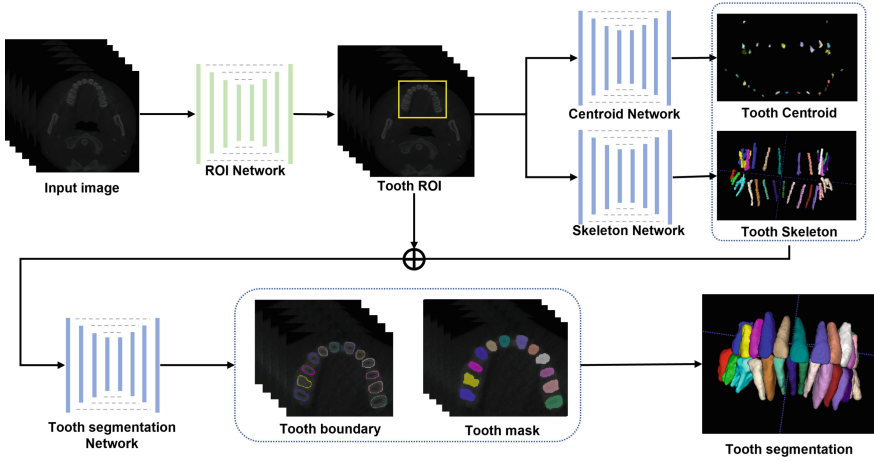 Input image
ROI Network
Tooth ROI
Centroid Network
Tooth Centroid
Skeleton Network
Tooth Skeleton
Tooth segmentation
Network
Tooth boundary
Tooth mask
Tooth segmentation